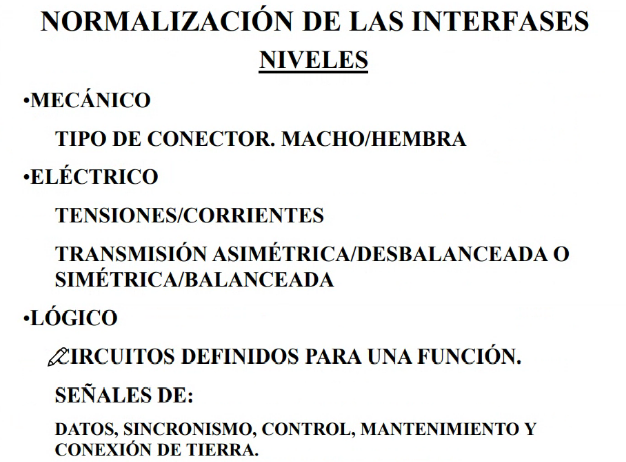 NORMALIZACIÓN DE LAS INTERFASES
NIVELES
•MECÁNICO
TIPO DE CONECTOR. MACHO/HEMBRA
•ELÉCTRICO
TENSIONES/CORRIENTES
TRANSMISIÓN ASIMÉTRICA/DESBALANCEADA O
SIMÉTRICA/BALANCEADA
•LÓGICO
CIRCUITOS DEFINIDOS PARA UNA FUNCIÓN.
SEÑALES DE:
DATOS, SINCRONISMO, CONTROL, MANTENIMIENTO Y
CONEXIÓN DE TIERRA.